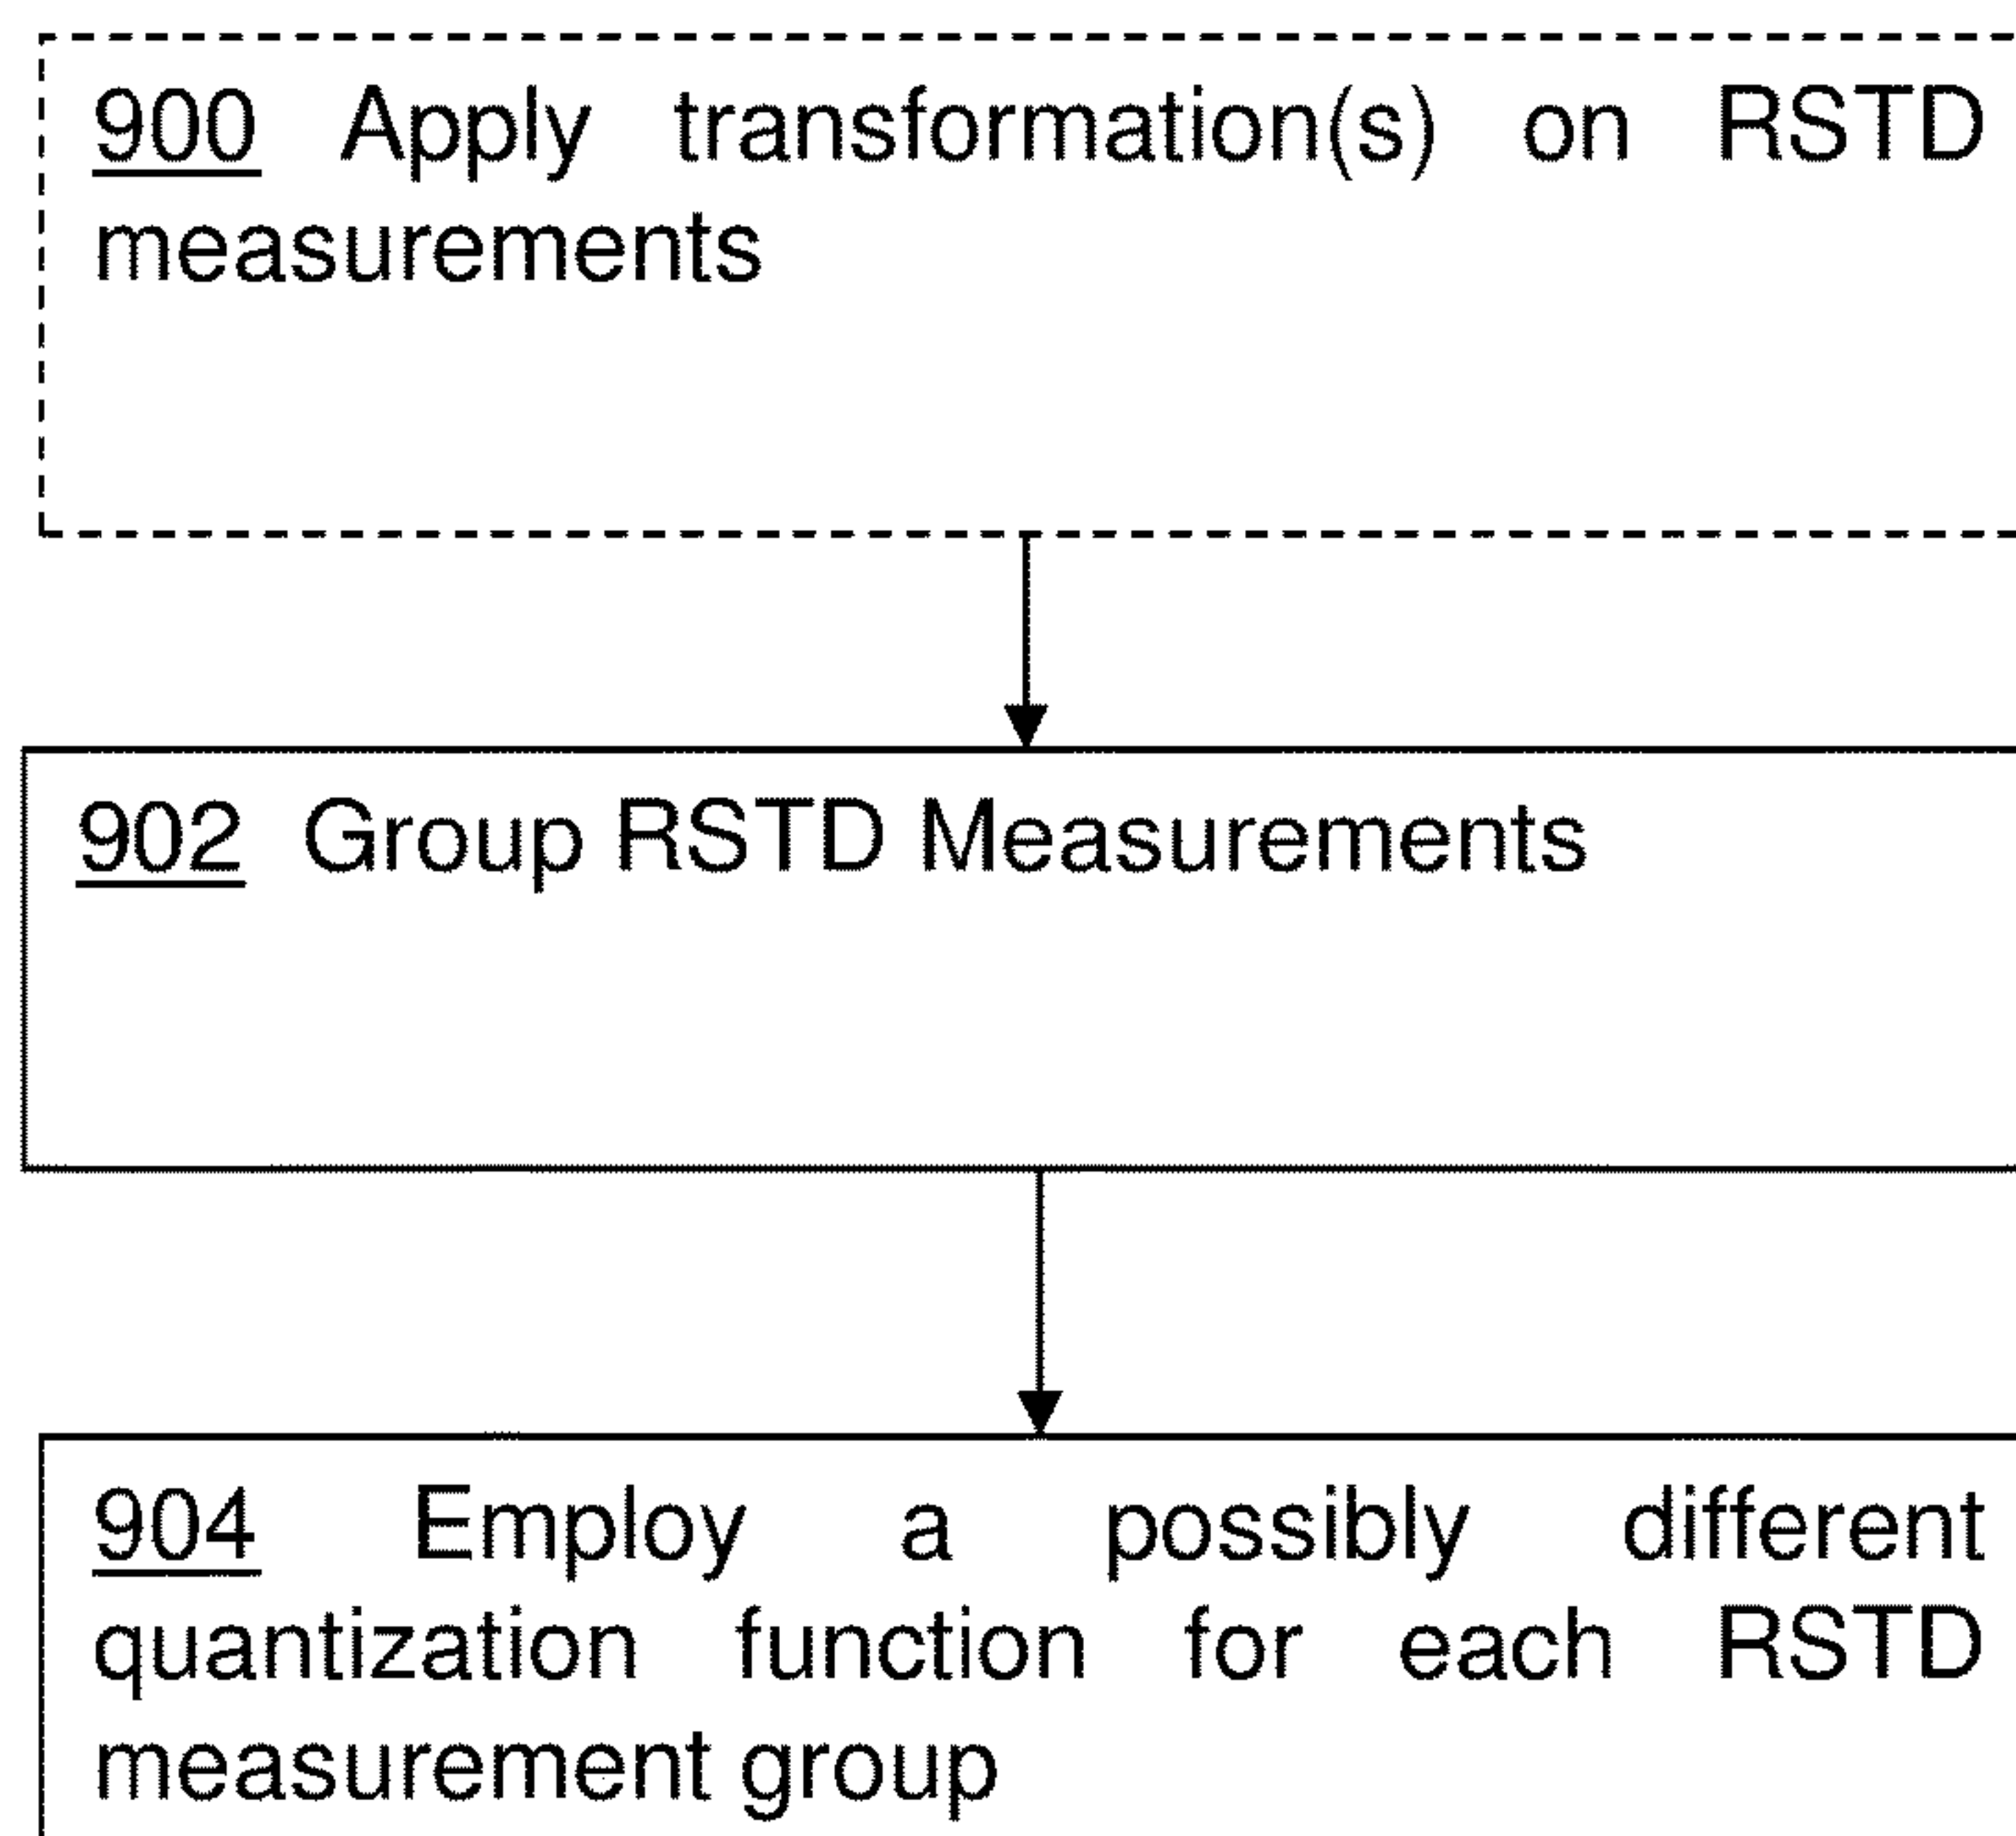 900 Apply transformation(s) on RSTD
measurements
902 Group RSTD Measurements
904 Employ a possibly different
quantization function for each RSTD
measurement group